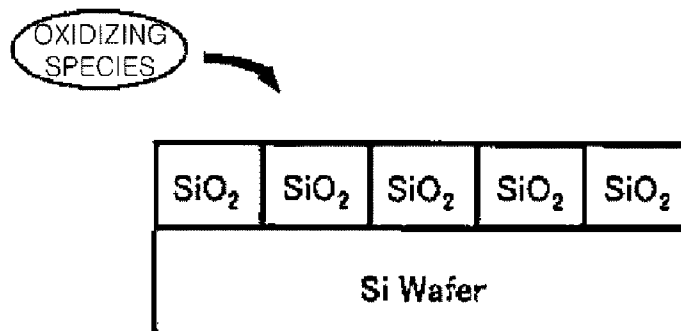 OXIDIZING
SPECIES
SiO₂ SiO₂ SiO₂ SiO₂ SiO₂
Si Wafer